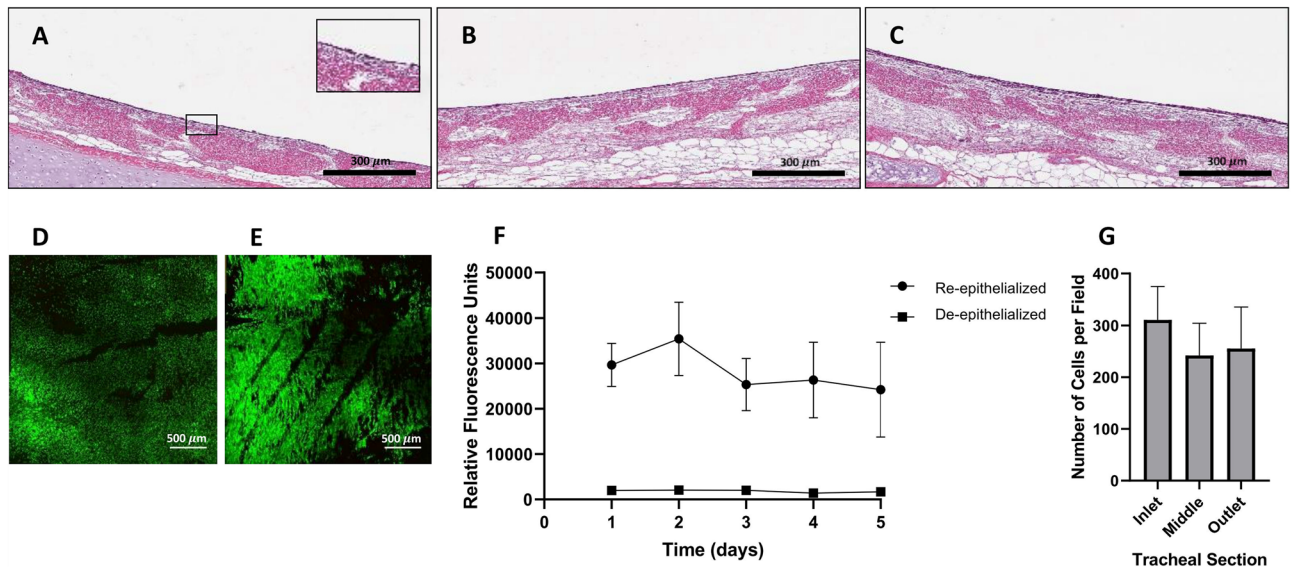 A
B
C
300 µm
300 µm
300 µm
D
E
F
G
500 µm
500 µm
Relative Fluorescence Units
50000
40000
30000
20000
10000
0
0
1
2
3
4
5
Time (days)
Re-epithelialized
De-epithelialized
Number of Cells per Field
400
300
200
100
0
Inlet
Middle
Outlet
Tracheal Section